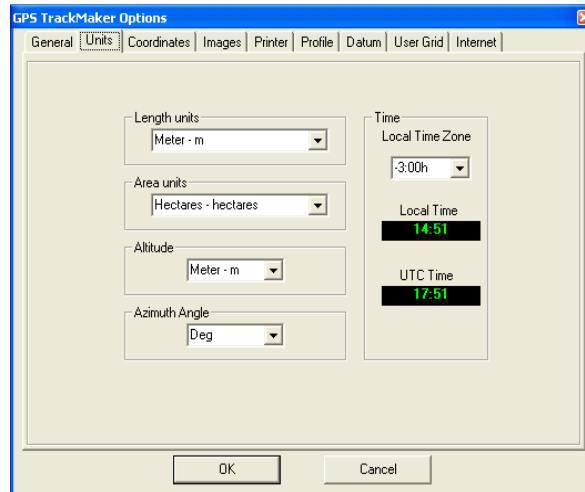 GPS TrackMaker Options
General Units Coordinates Images Printer Profile Datum User Grid Internet
Length units
Meter - m
Area units
Hectares - hectares
Altitude
Meter - m
Azimuth Angle
Deg
Time
Local Time Zone
-3:00h
Local Time
14:51
UTC Time
17:51
OK Cancel